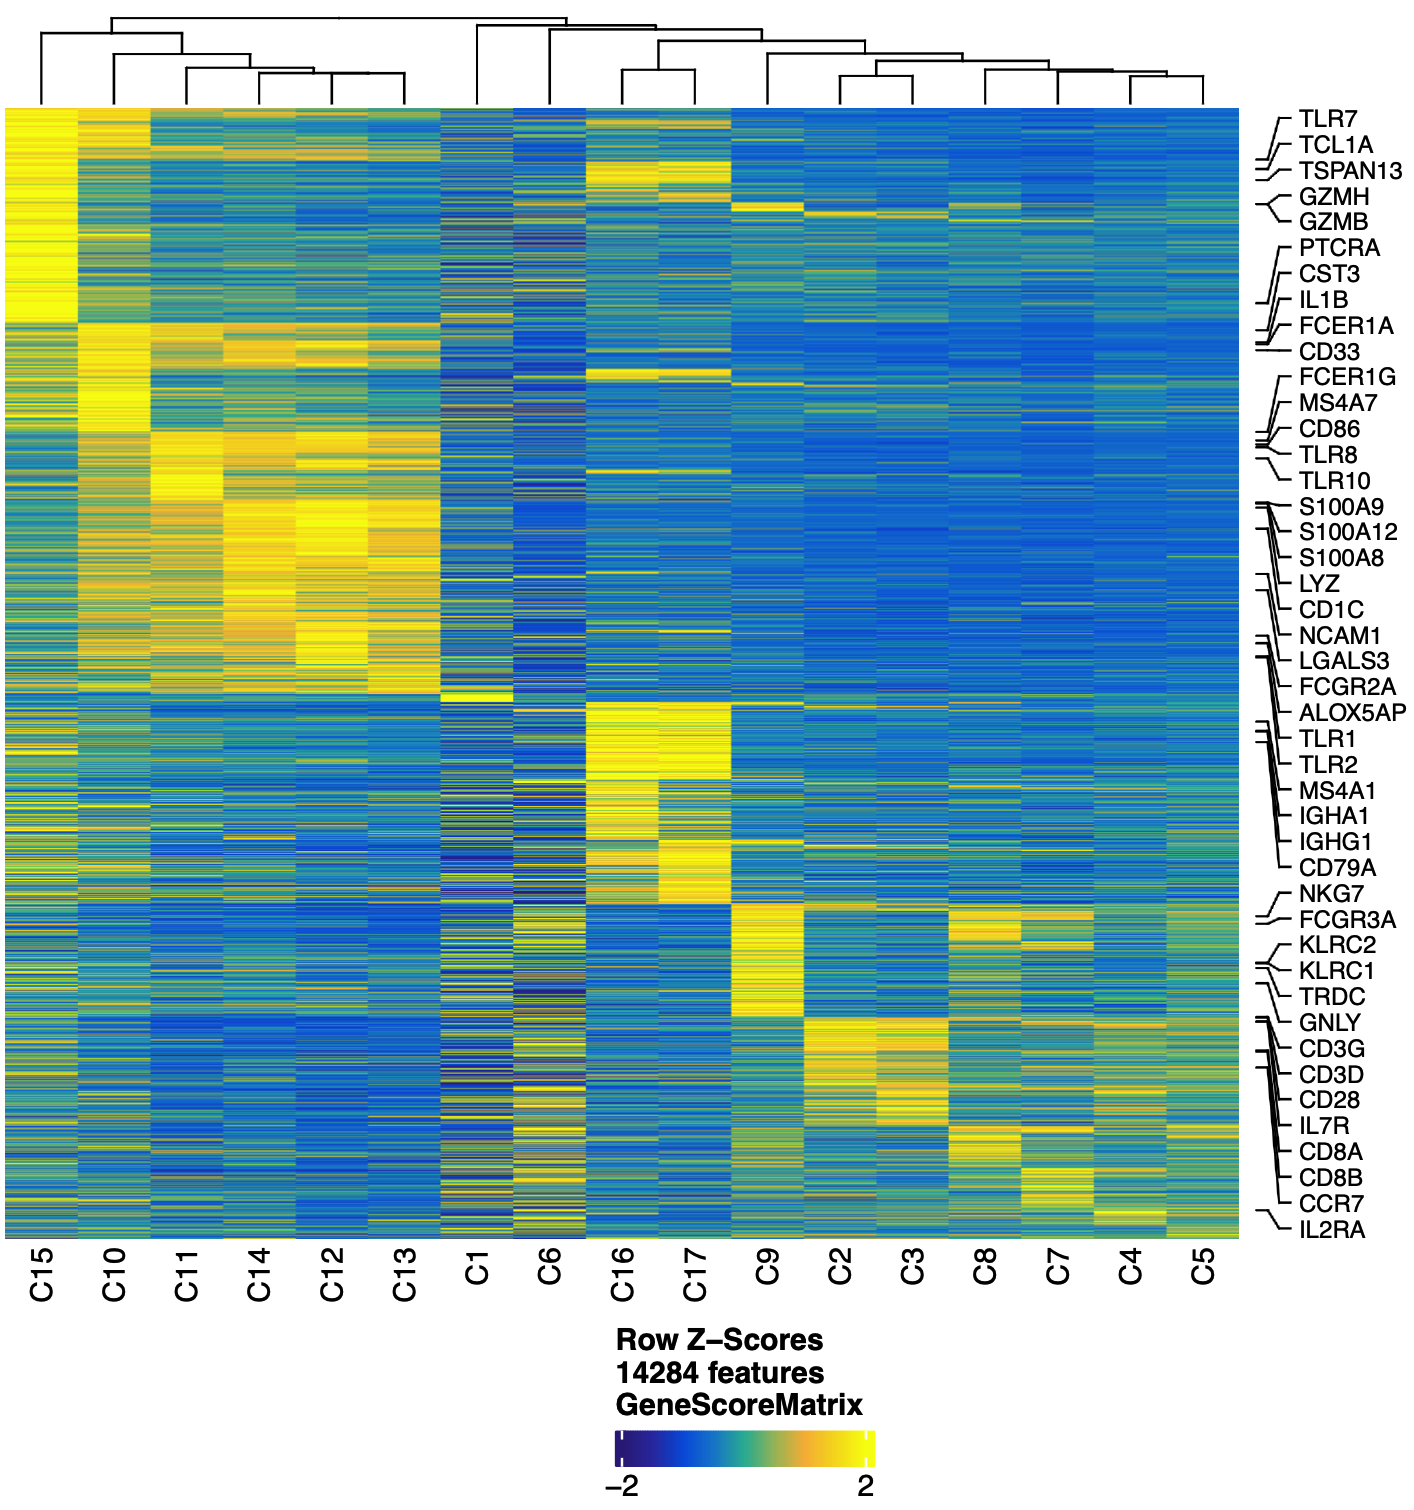 TLR7
TCL1A
TSPAN13
GZMH
GZMB
PTCRA
CST3
IL1B
FCER1A
CD33
FCER1G
MS4A7
CD86
TLR8
TLR10
S100A9
S100A12
S100A8
LYZ
CD1C
NCAM1
LGALS3
FCGR2A
ALOX5AP
TLR1
TLR2
MS4A1
IGHA1
IGHG1
CD79A
NKG7
FCGR3A
KLRC2
KLRC1
TRDC
GNLY
CD3G
CD3D
CD28
IL7R
CD8A
CD8B
CCR7
IL2RA
C15 C10 C11 C14 C12 C13 C1 C6 C16 C17 C9 C2 C3 C8 C7 C4 C5
Row Z−Scores
14284 features
GeneScoreMatrix
−2 2